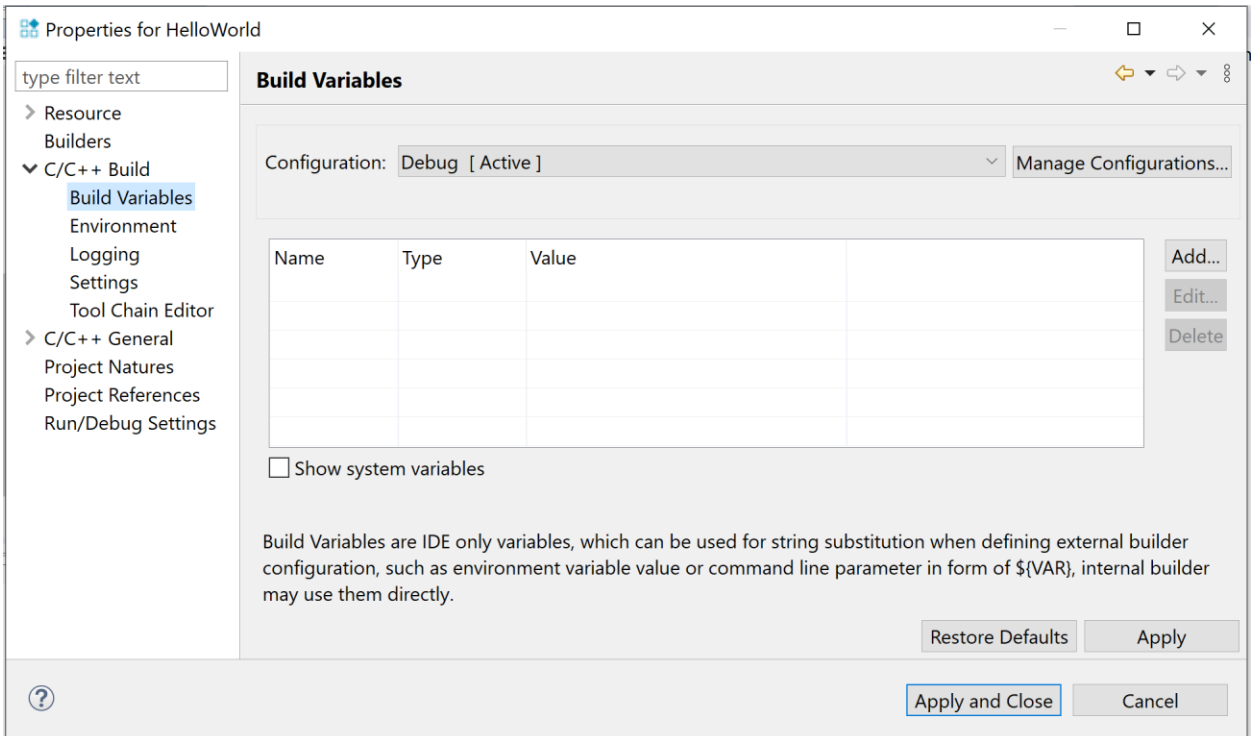 Properties for HelloWorld
type filter text
Resource
Builders
C/C++ Build
Build Variables
Environment
Logging
Settings
Tool Chain Editor
C/C++ General
Project Natures
Project References
Run/Debug Settings
Build Variables
Configuration: Debug [ Active ] Manage Configurations...
Name Type Value
Add...
Edit...
Delete
Show system variables
Build Variables are IDE only variables, which can be used for string substitution when defining external builder
configuration, such as environment variable value or command line parameter in form of ${VAR}, internal builder
may use them directly.
Restore Defaults Apply
? Apply and Close Cancel